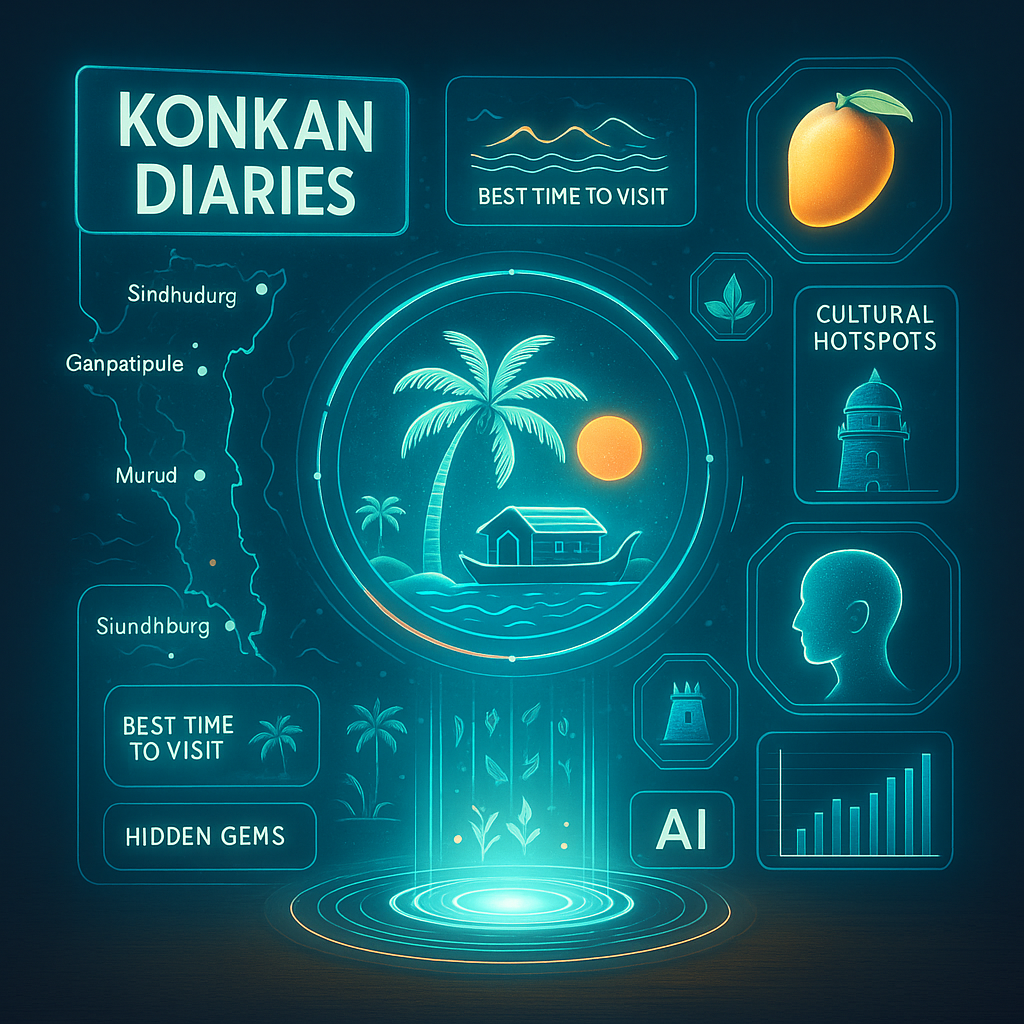 KONKAN
DIARIES
BEST TIME TO VISIT
Sindhudurg
CULTURAL
HOTSPOTS
Ganpatipule
Murud
Siundhburg
BEST TIME
TO VISIT
HIDDEN GEMS
AI